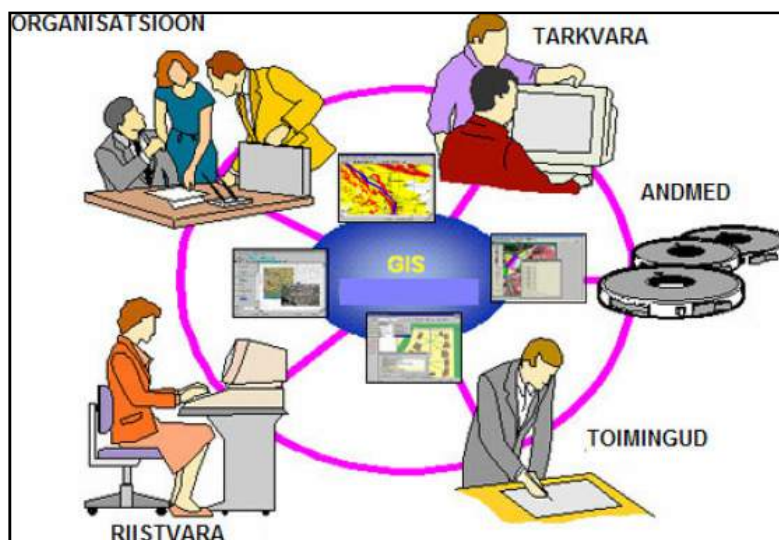 ORGANISATSIOON
TARKVARA
ANDMED
GIS
TOIMINGUD
RIISTVARA